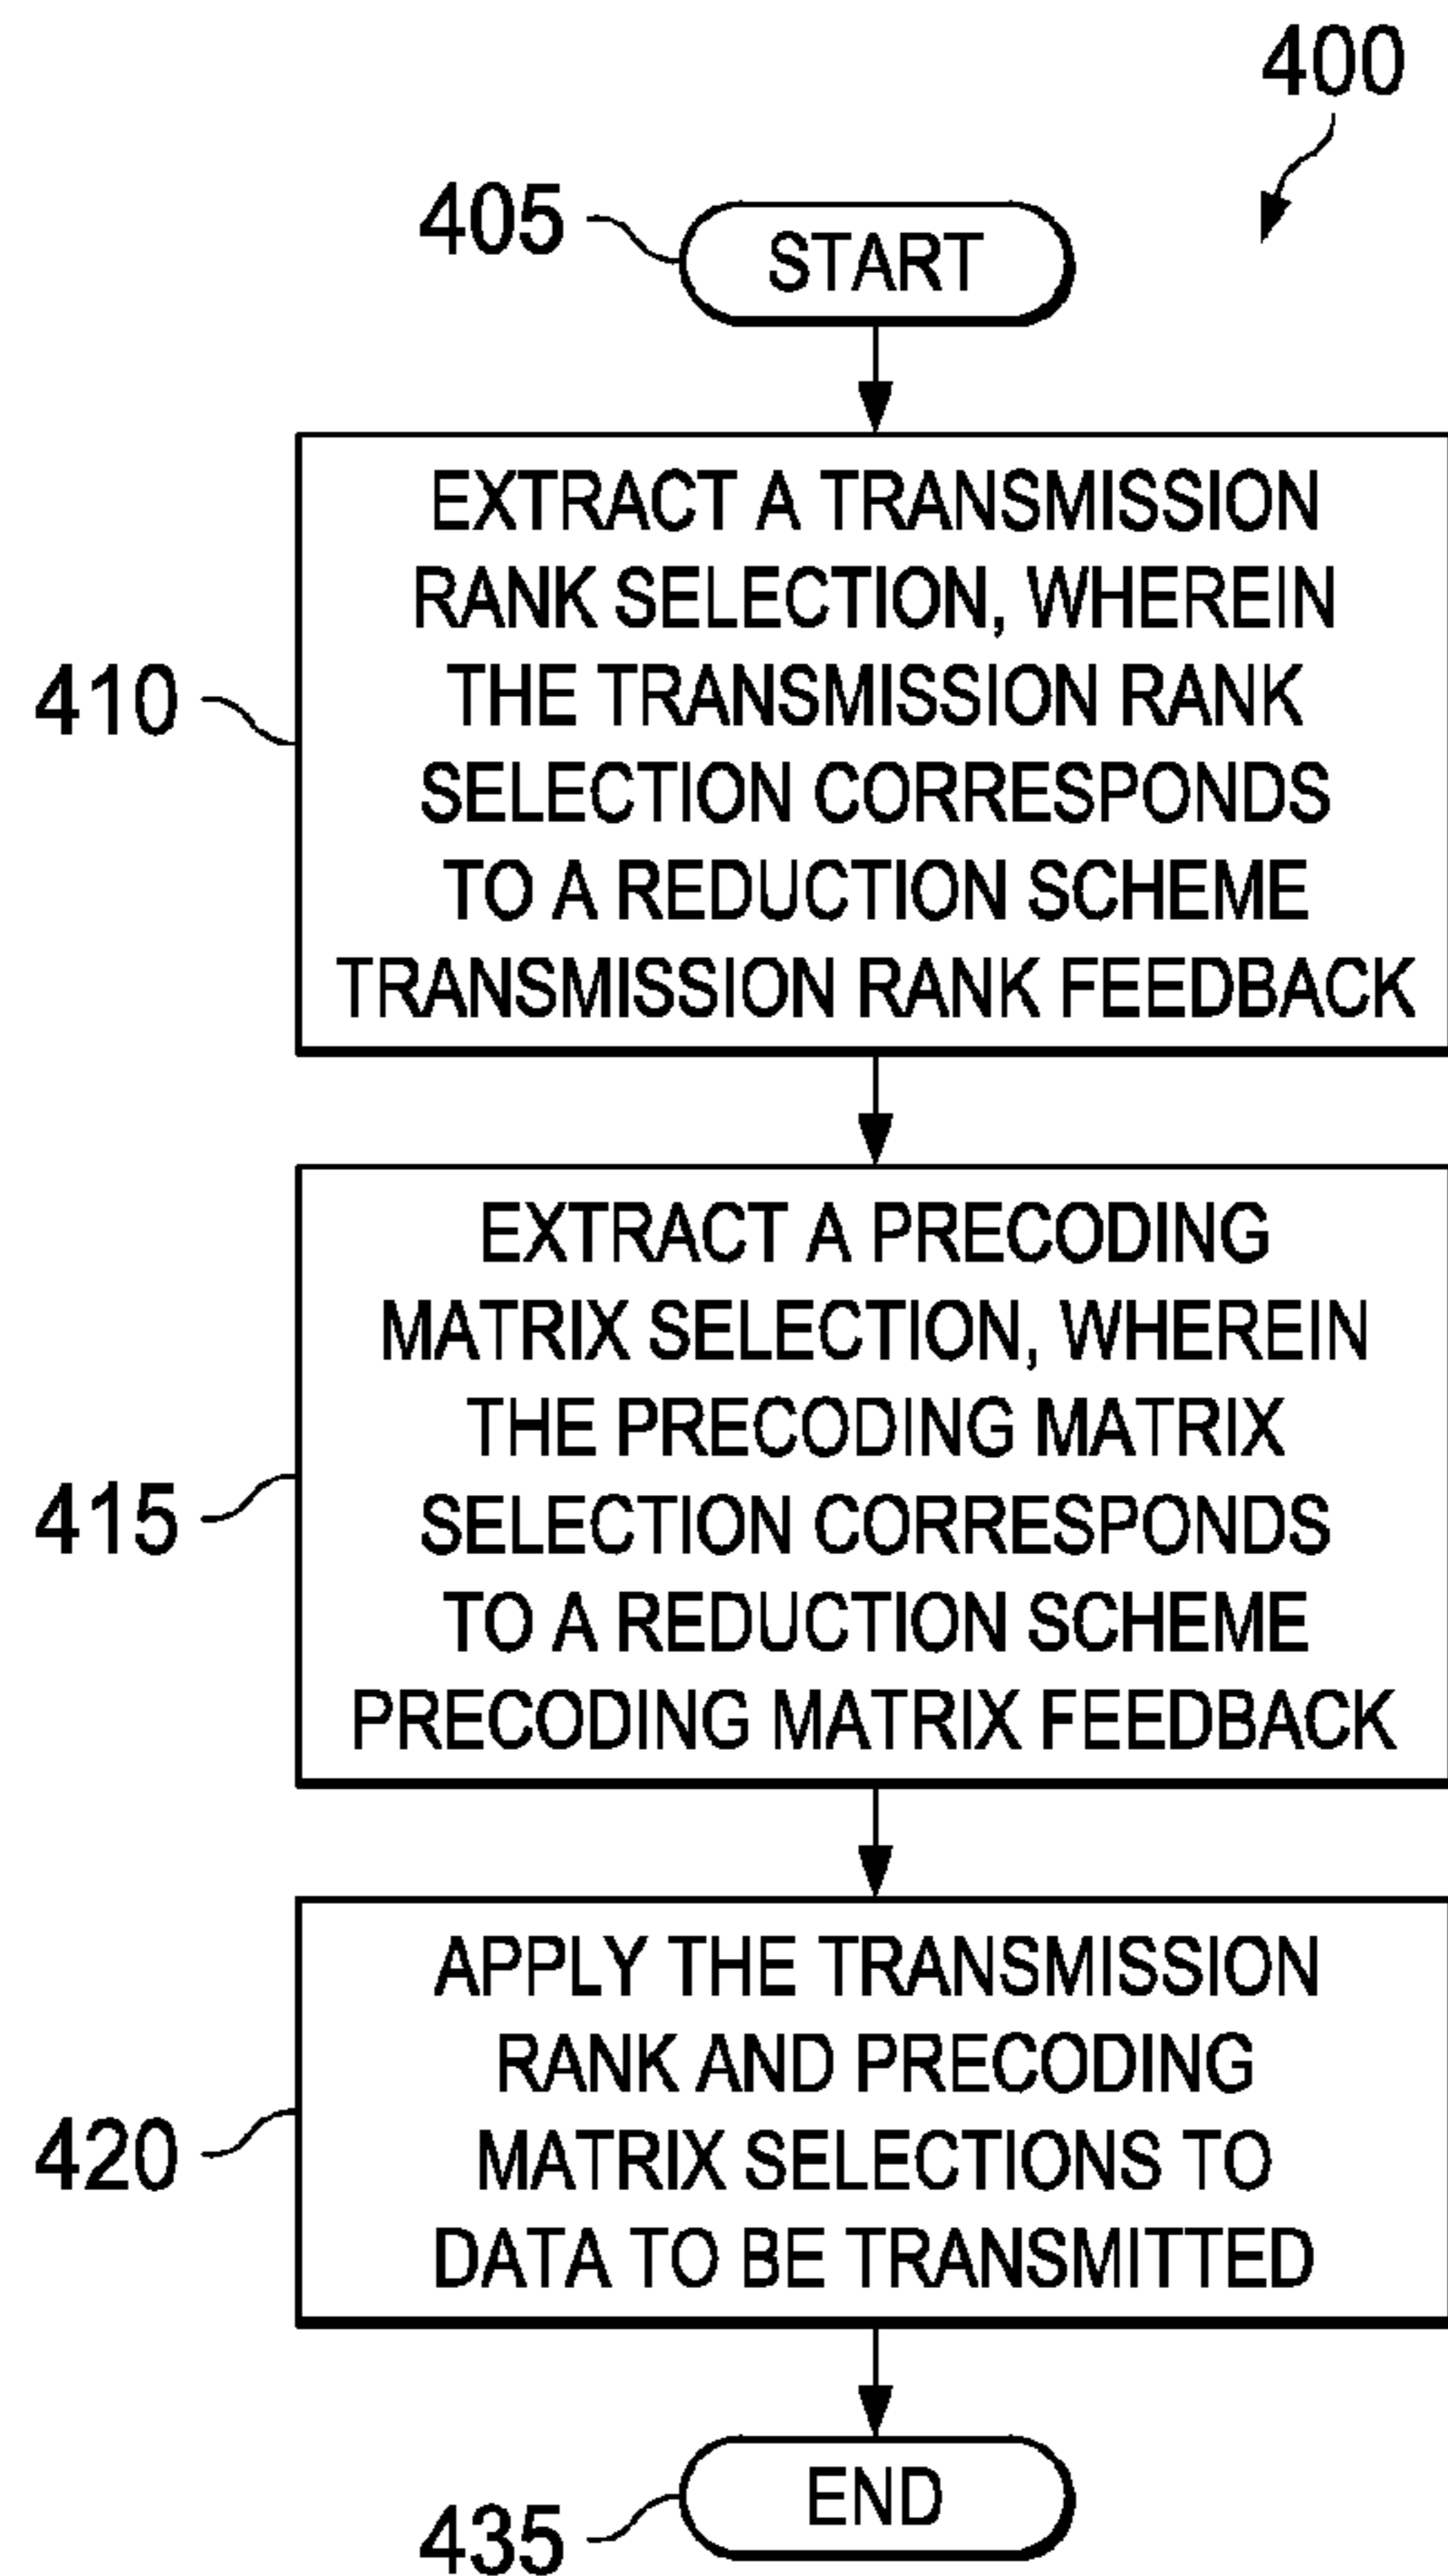 400
405
START
EXTRACT A TRANSMISSION
RANK SELECTION, WHEREIN
THE TRANSMISSION RANK
SELECTION CORRESPONDS
TO A REDUCTION SCHEME
TRANSMISSION RANK FEEDBACK
410
EXTRACT A PRECODING
MATRIX SELECTION, WHEREIN
THE PRECODING MATRIX
SELECTION CORRESPONDS
TO A REDUCTION SCHEME
PRECODING MATRIX FEEDBACK
415
APPLY THE TRANSMISSION
RANK AND PRECODING
MATRIX SELECTIONS TO
DATA TO BE TRANSMITTED
420
END
435